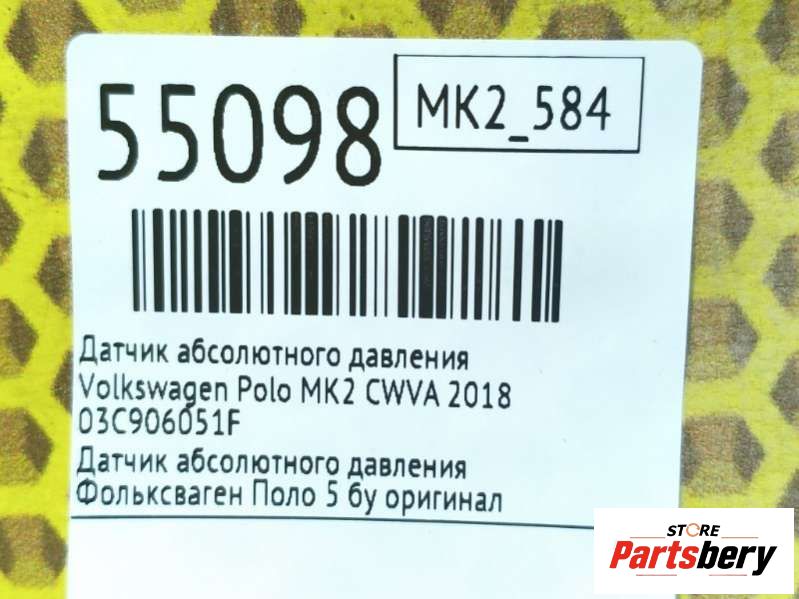 55098
MK2_584
Датчик абсолютного давления
Volkswagen Polo MK2 CWVA 2018
03C906051F
Датчик абсолютного давления
Фольксваген Поло 5 бу оригинал
STORE
Partsbery